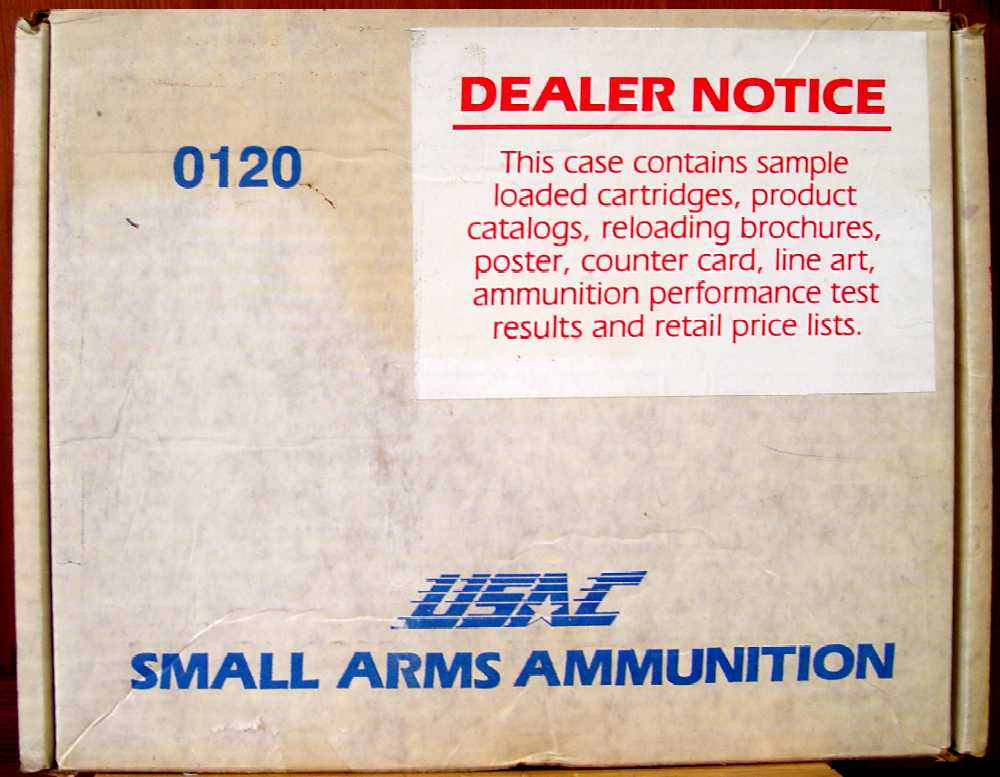 DEALER NOTICE
0120
This case contains sample
loaded cartridges, product
catalogs, reloading brochures,
poster, counter card, line art,
ammunition performance test
results and retail price lists.
USAC
SMALL ARMS AMMUNITION